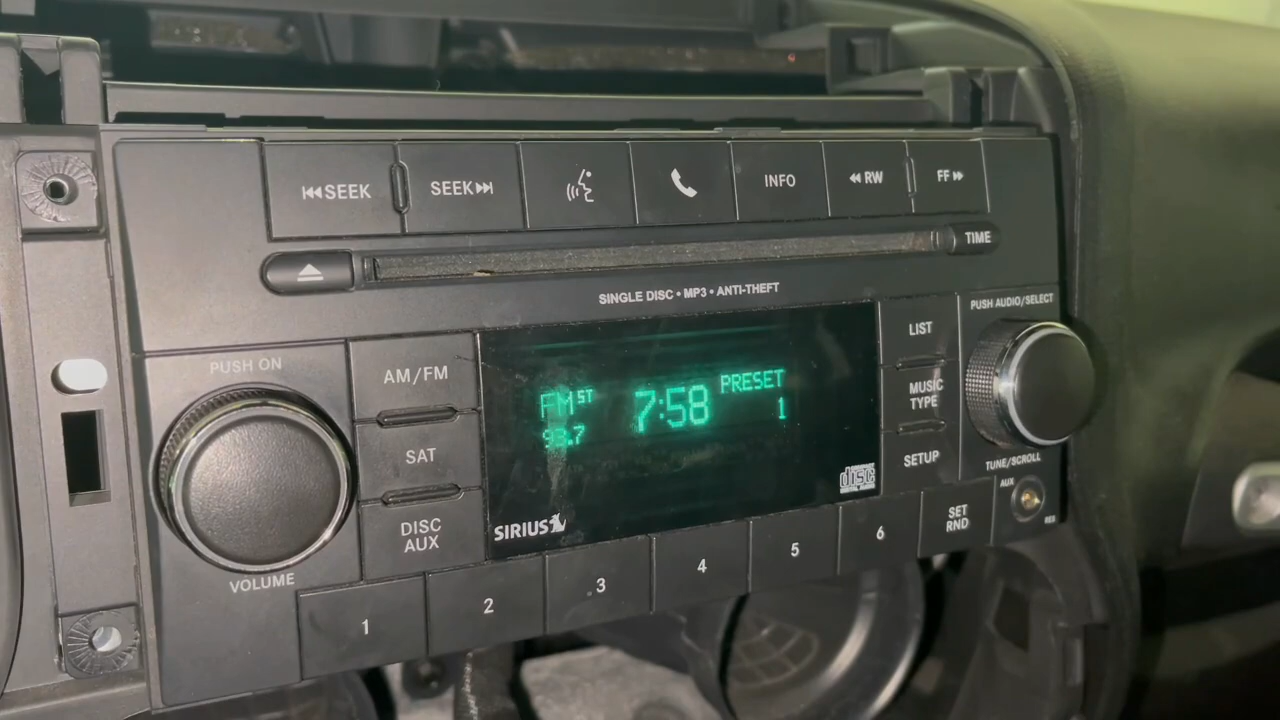 SEEK
SEEK
INFO
RW
FF
TIME
SINGLE DISC • MP3 • ANTI-THEFT
PUSH AUDIO/SELECT
PUSH ON
AM/FM
SAT
DISC
AUX
VOLUME
FM ST
7:58
PRESET
1
SIRIUS
disc
LIST
MUSIC
TYPE
SETUP
TUNE/SCROLL
AUX
RES
1
2
3
4
5
6
SET
RND